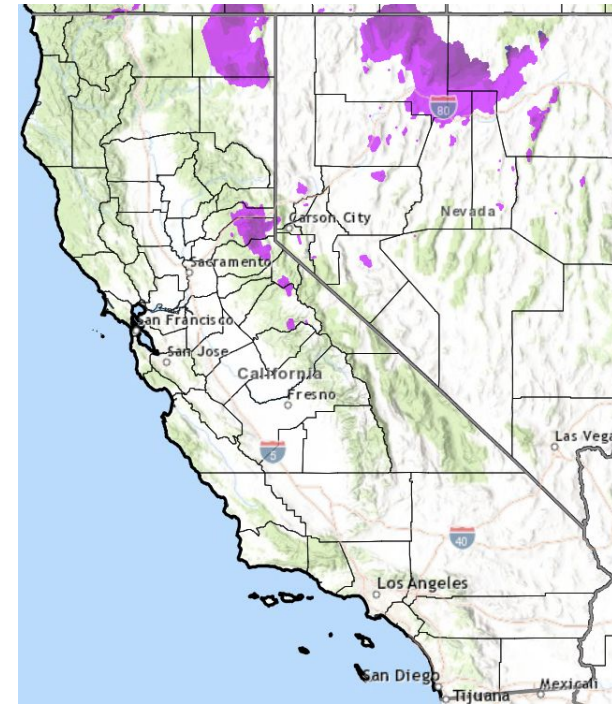 80
Carson City
Nevada
Sacramento
San Francisco
San Jose
California
Fresno
5
Las Vega
40
Los Angeles
San Diego
Mexicali
Tijuana